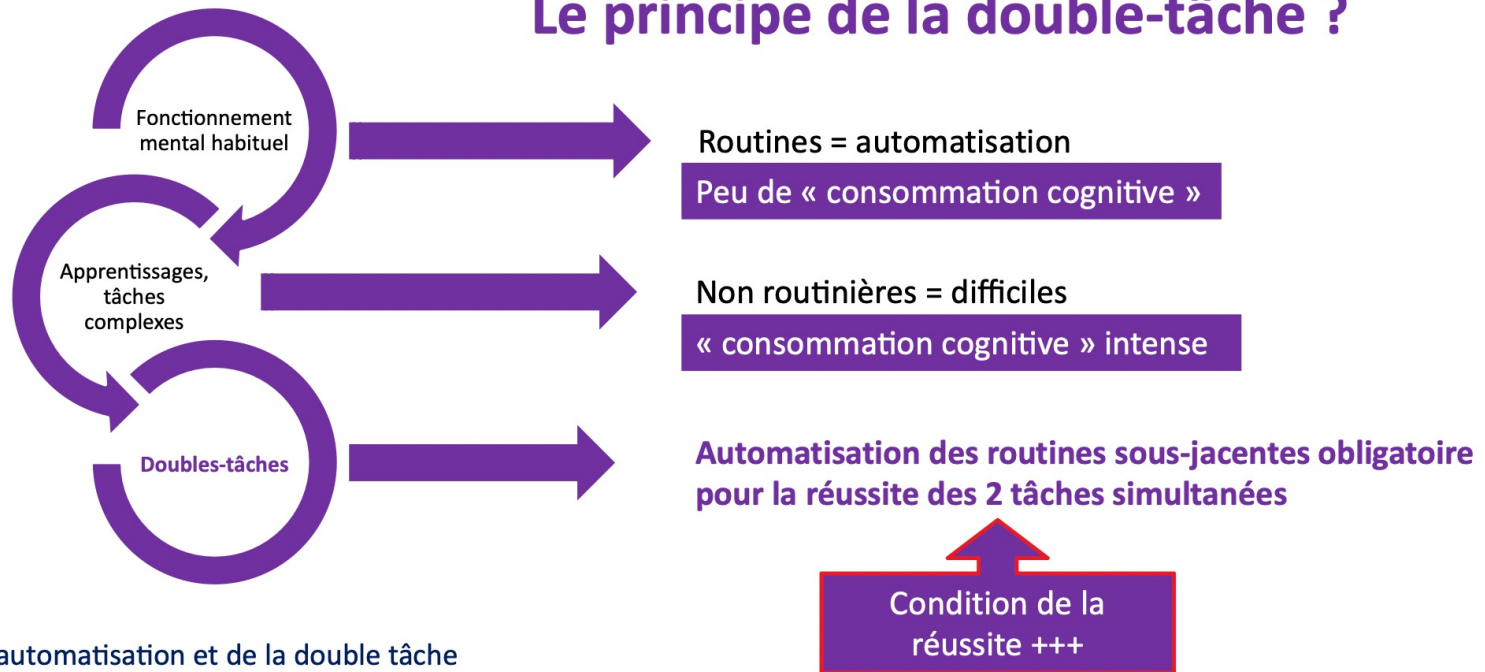 Le principe de la double-tâche ?
Fonctionnement
mental habituel
Routines = automatisation
Peu de « consommation cognitive »
Apprentissages,
tâches
complexes
Non routinières = difficiles
« consommation cognitive » intense
Doubles-tâches
Automatisation des routines sous-jacentes obligatoire
pour la réussite des 2 tâches simultanées
Condition de la
réussite +++
automatisation et de la double tâche